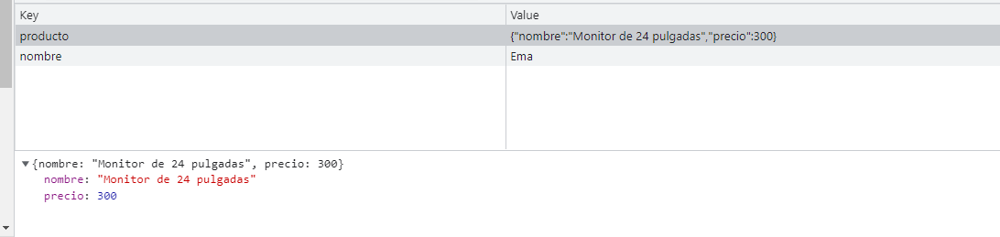 Key Value
producto {"nombre":"Monitor de 24 pulgadas","precio":300}
nombre Ema
▼{nombre: "Monitor de 24 pulgadas", precio: 300}
nombre: "Monitor de 24 pulgadas"
precio: 300